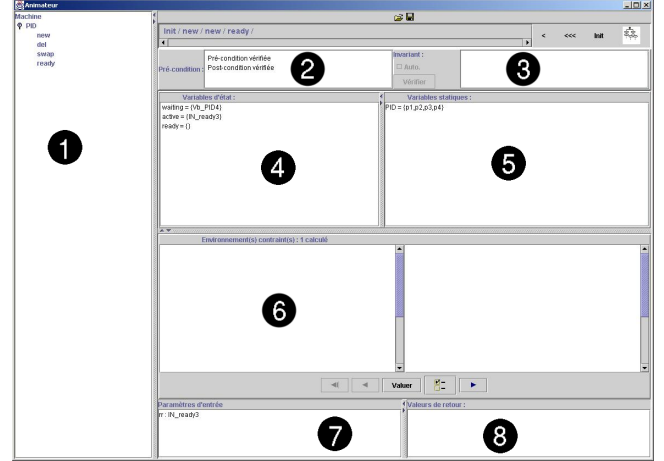 Animateur
Machine
PID
new
del
swap
ready
Init / new / new / ready /
< <<< Init
Pré-condition :
Pré-condition vérifiée
Post-condition vérifiée
Invariant :
Auto.
Vérifier
Variables d'état :
waiting = {Vb_PID4}
active = {IN_ready3}
ready = {}
Variables statiques :
PID = {p1,p2,p3,p4}
Environnement(s) contraint(s) : 1 calculé
Valuer
Paramètres d'entrée
rr : IN_ready3
Valeurs de retour :
1
2
3
4
5
6
7
8